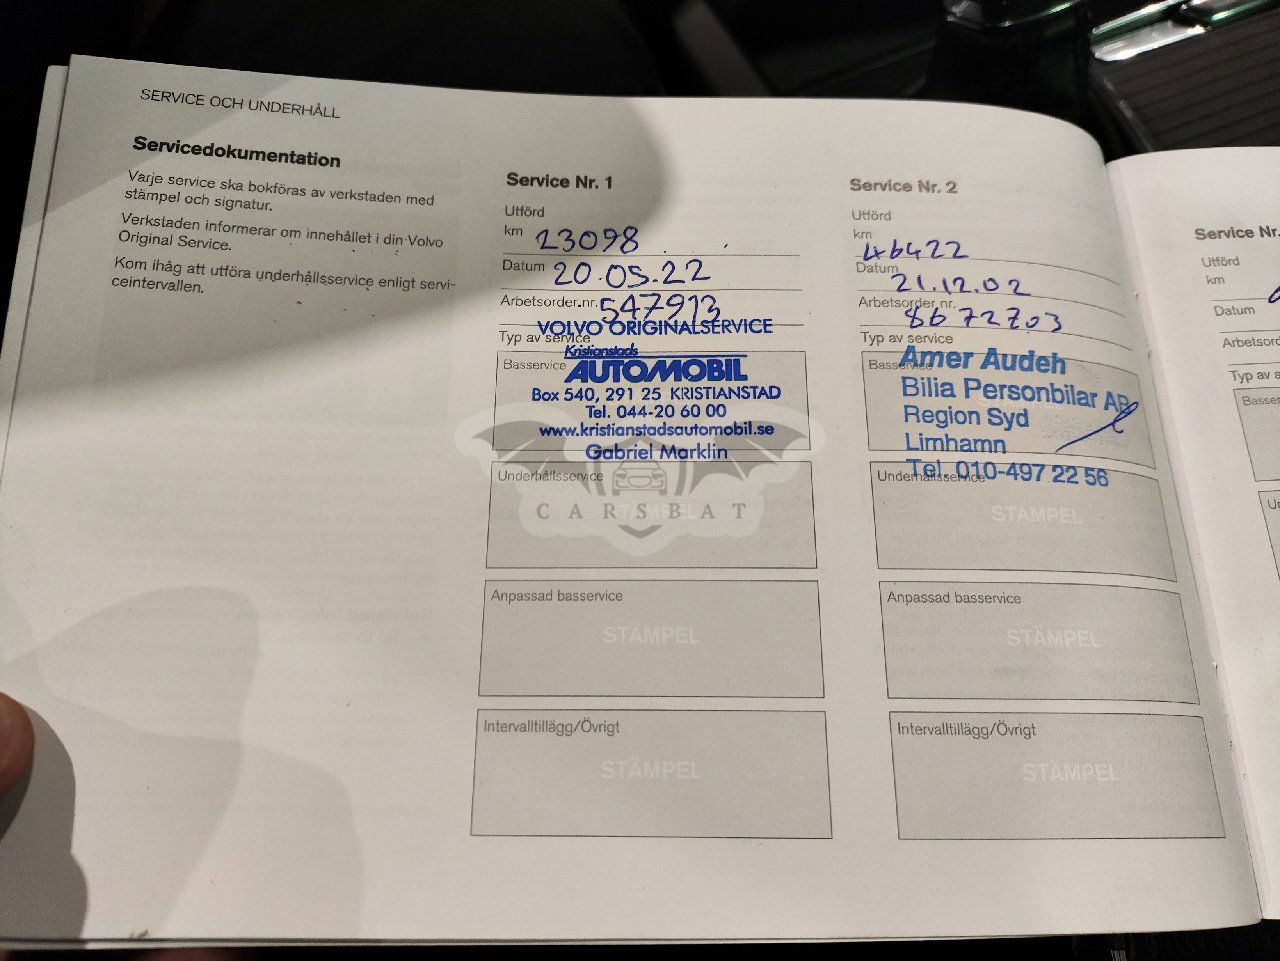 SERVICE OCH UNDERHÅLL
Servicedokumentation
Varje service ska bokföras av verkstaden med
stämpel och signatur.
Verkstaden informerar om innehållet i din Volvo
Original Service.
Kom ihåg att utföra underhållsservice enligt servi-
ceintervallen.
Service Nr. 1
Utförd
km 23098
Datum 20.05.22
Arbetsorder.nr. 547913
VOLVO ORIGINALSERVICE
Typ av service
Kristianstads
Basservice AUTOMOBIL
Box 540, 291 25 KRISTIANSTAD
Tel. 044-20 60 00
www.kristianstadsautomobil.se
Gabriel Marklin
Underhållsservice
CARSBAT
Anpassad basservice
STÄMPEL
Intervalltillägg/Övrigt
STÄMPEL
Service Nr. 2
Utförd
km 46422
Datum 21.12.02
Arbetsorder.nr. 8672703
Typ av service
Basservice
Amer Audeh
Bilia Personbilar AB
Region Syd
Limhamn
Tel. 010-497 22 56
Underhållsservice
STÄMPEL
Anpassad basservice
STÄMPEL
Intervalltillägg/Övrigt
STÄMPEL
Service Nr.
Utförd
km
Datum